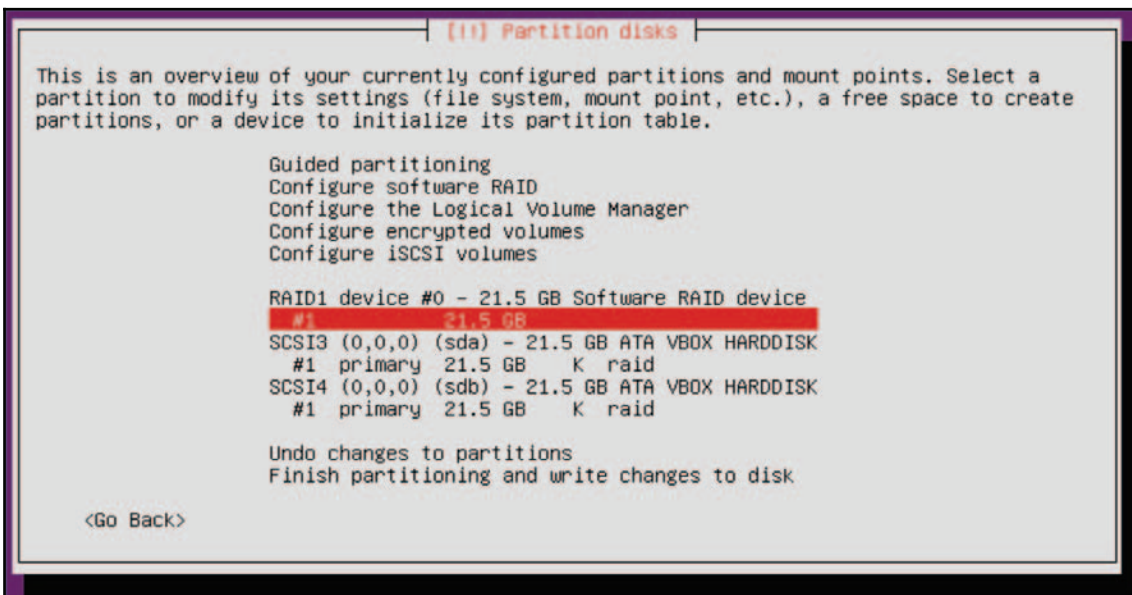 [!!] Partition disks
This is an overview of your currently configured partitions and mount points. Select a
partition to modify its settings (file system, mount point, etc.), a free space to create
partitions, or a device to initialize its partition table.
Guided partitioning
Configure software RAID
Configure the Logical Volume Manager
Configure encrypted volumes
Configure iSCSI volumes
RAID1 device #0 - 21.5 GB Software RAID device
#1 21.5 GB
SCSI3 (0,0,0) (sda) - 21.5 GB ATA VBOX HARDDISK
#1 primary 21.5 GB K raid
SCSI4 (0,0,0) (sdb) - 21.5 GB ATA VBOX HARDDISK
#1 primary 21.5 GB K raid
Undo changes to partitions
Finish partitioning and write changes to disk
<Go Back>